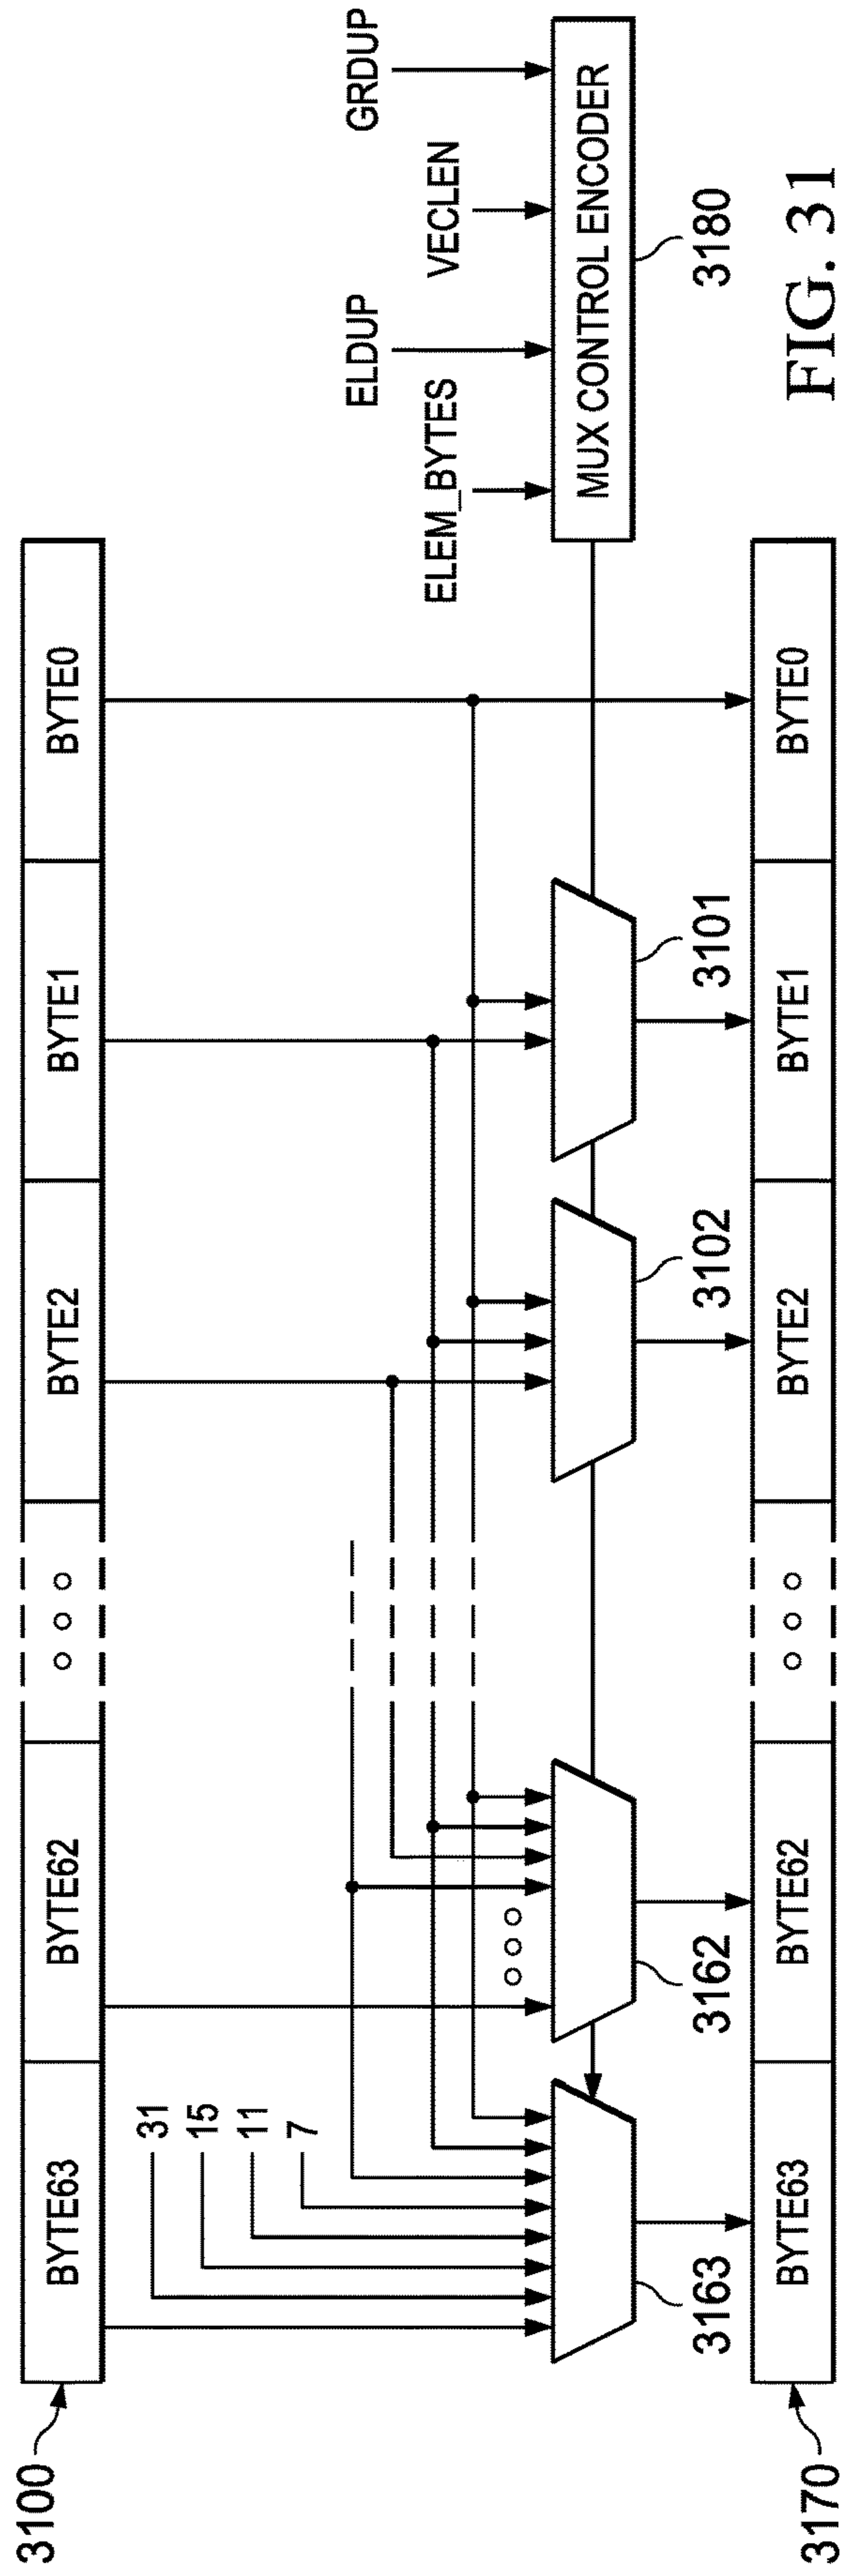 3100
BYTE63
BYTE62
BYTE2
BYTE1
BYTE0
31
15
11
7
ELDUP
GRDUP
ELEM_BYTES
VECLEN
MUX CONTROL ENCODER
3163
3162
3102
3101
3180
3170
BYTE63
BYTE62
BYTE2
BYTE1
BYTE0
FIG. 31